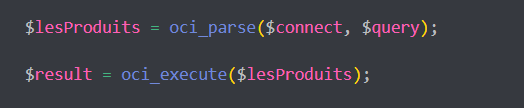 $lesProduits = oci_parse($connect, $query);
$result = oci_execute($lesProduits);